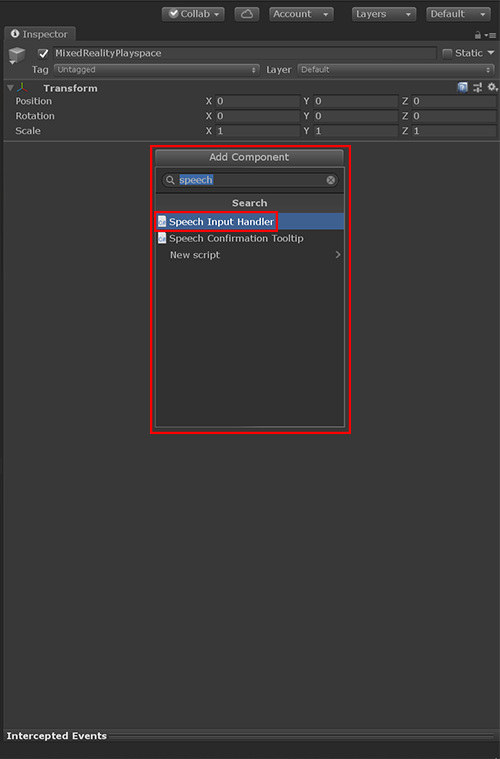 Collab Account Layers Default
Inspector
MixedRealityPlayspace Static
Tag Untagged Layer Default
Transform
Position X 0 Y 0 Z 0
Rotation X 0 Y 0 Z 0
Scale X 1 Y 1 Z 1
Add Component
speech
Search
Speech Input Handler
Speech Confirmation Tooltip
New script
Intercepted Events